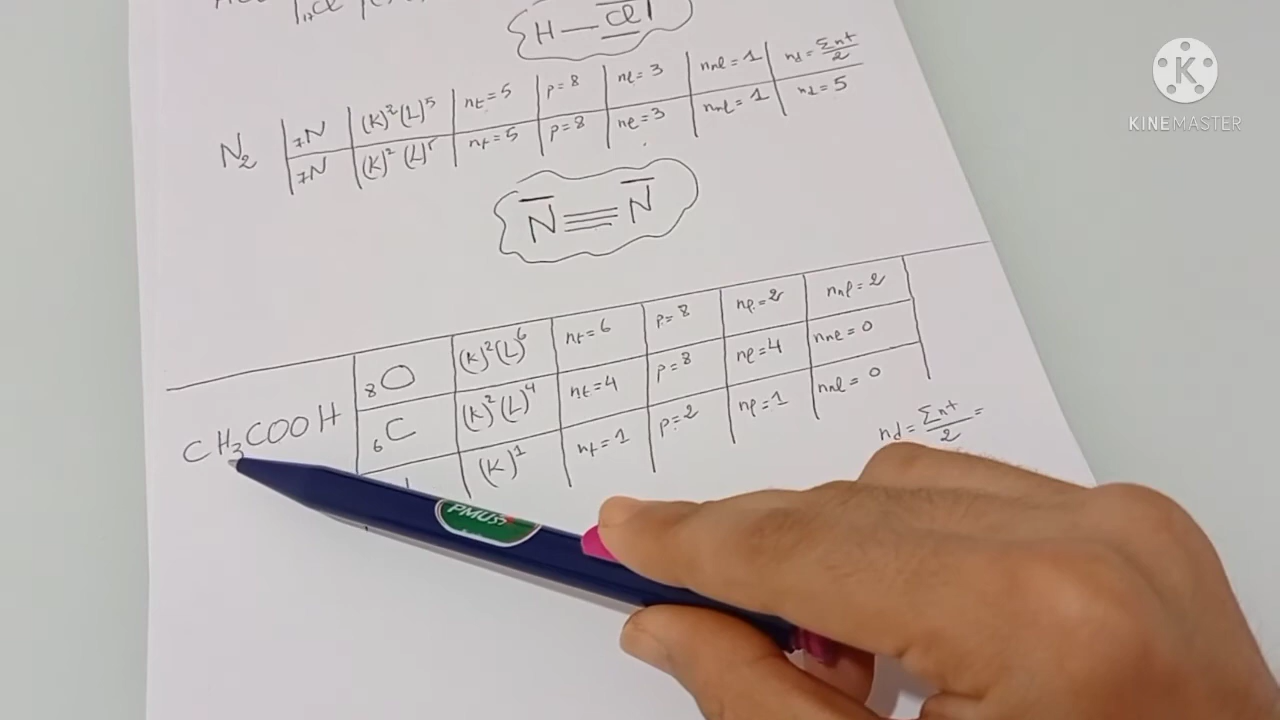 H — Cl
N2 | 7N | (K)²(L)⁵ | nt = 5 | p = 8 | nl = 3 | nnl = 1 | nd = Σnt/2
7N | (K)² (L)⁵ | nt = 5 | p = 8 | nl = 3 | nnl = 1 | nd = 5
N≡N
CH3COOH | 8O | (K)²(L)⁶ | nt = 6 | p = 8 | nl = 2 | nnl = 2
6C | (K)²(L)⁴ | nt = 4 | p = 8 | nl = 4 | nnl = 0
(K)¹ | nt = 1 | p = 2 | nl = 1 | nnl = 0
nd = Σnt/2 =
KINEMASTER